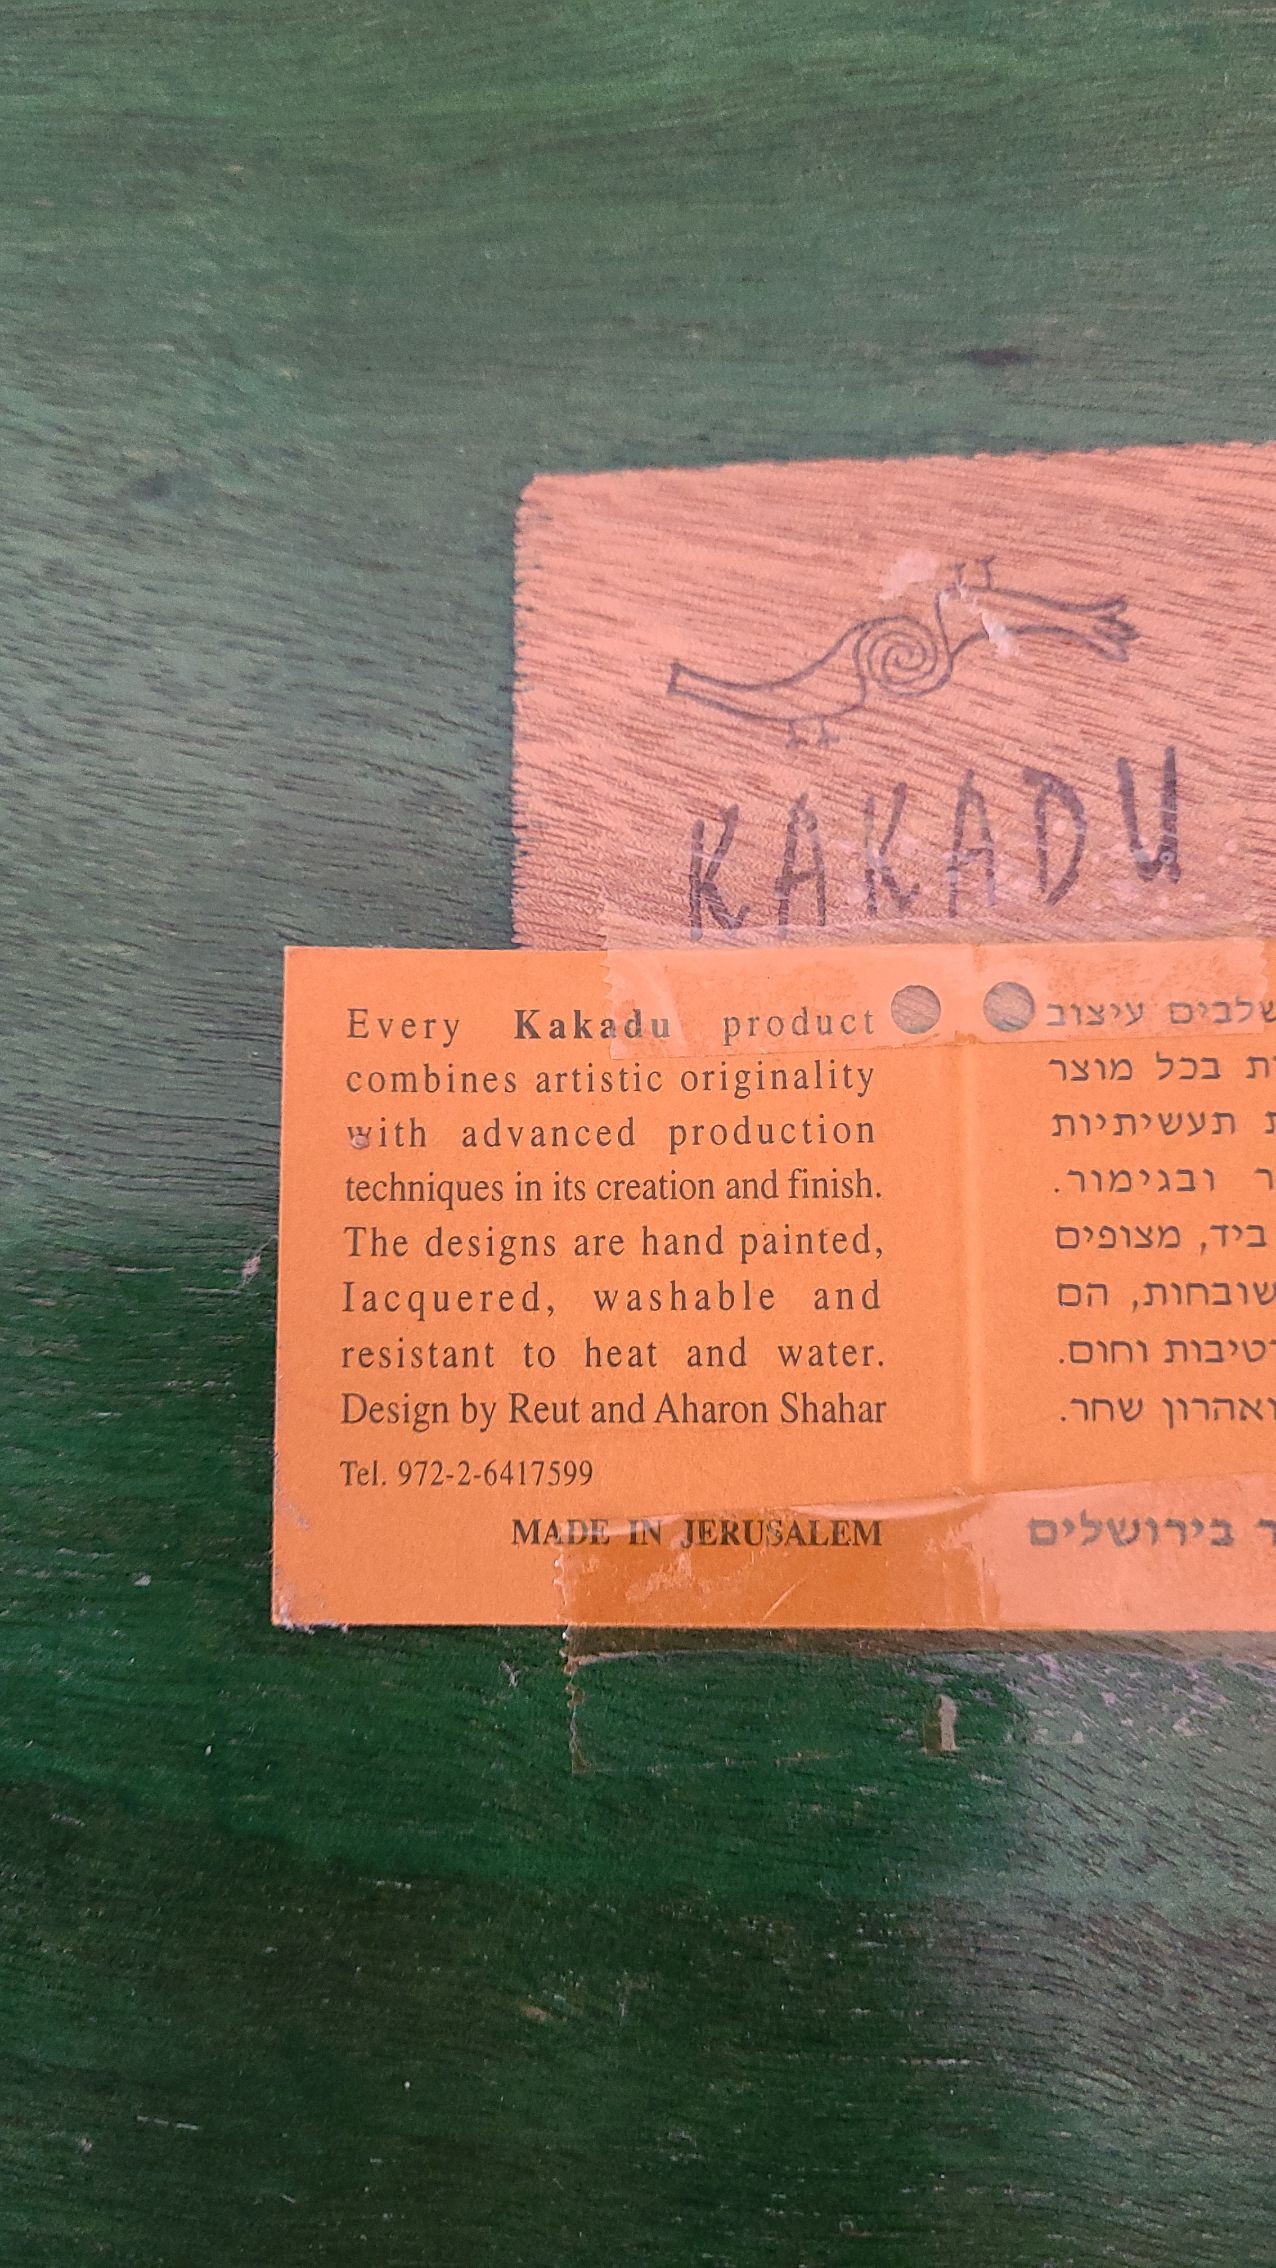 KAKADU
Every Kakadu product
combines artistic originality
with advanced production
techniques in its creation and finish.
The designs are hand painted,
Iacquered, washable and
resistant to heat and water.
Design by Reut and Aharon Shahar
Tel. 972-2-6417599
MADE IN JERUSALEM
עיצוב
בכל מוצר
תעשיתיות
ובגימור.
ביד, מצופים
הם
וחום.
שחר.
בירושלים